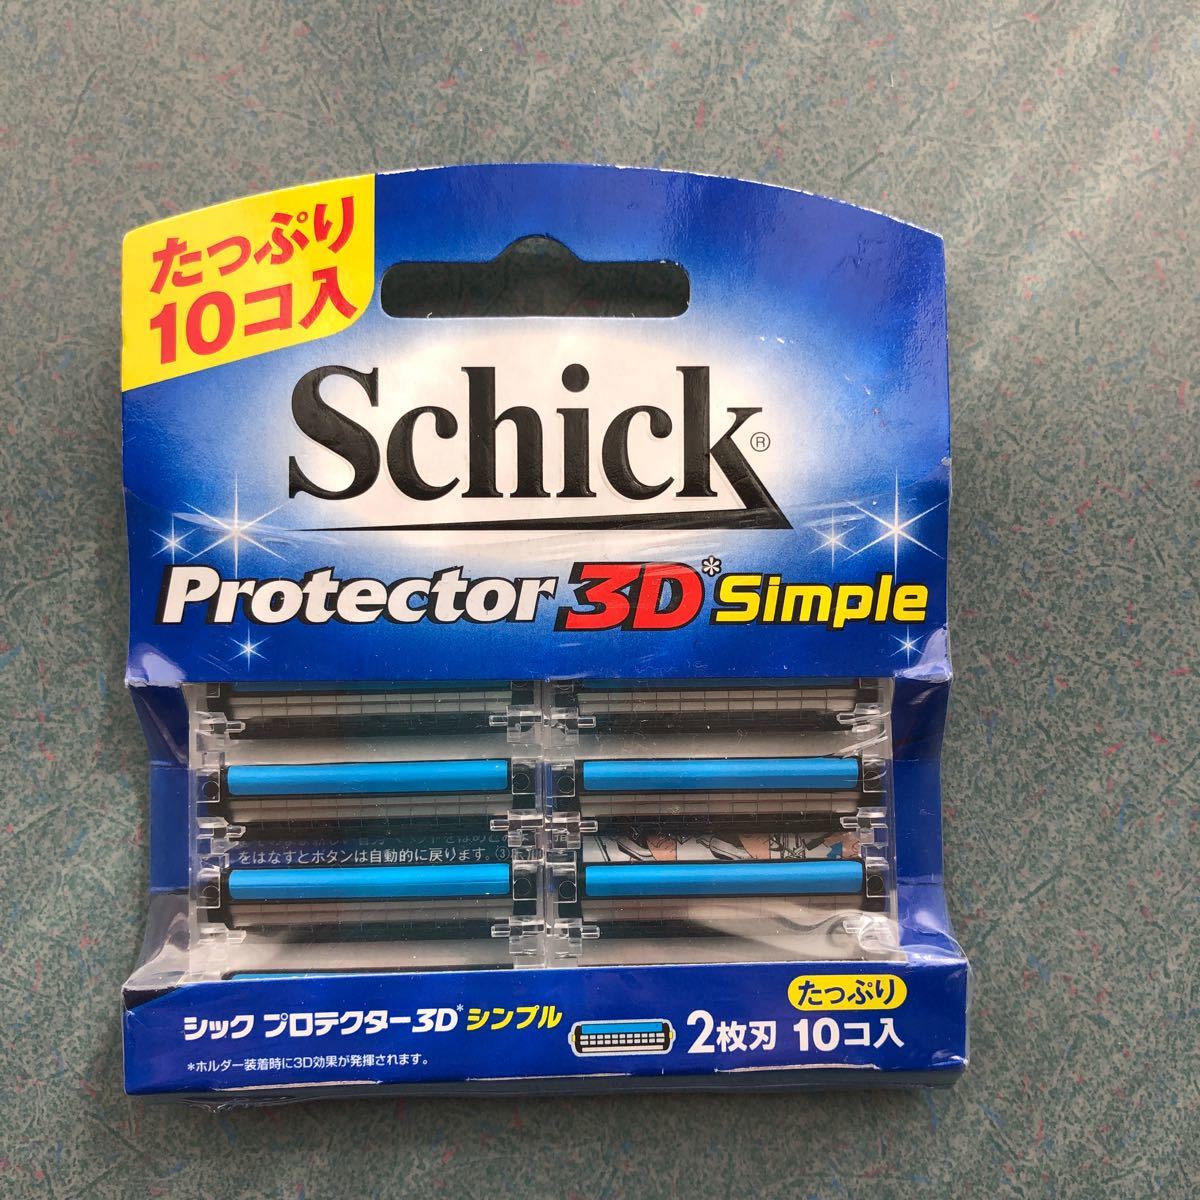 たっぷり
10コ入
Schick®
Protector 3D* Simple
をはなすとボタンは自動的に戻ります。③
シック プロテクター3D* シンプル
*ホルダー装着時に3D効果が発揮されます。
たっぷり
2枚刃 10コ入